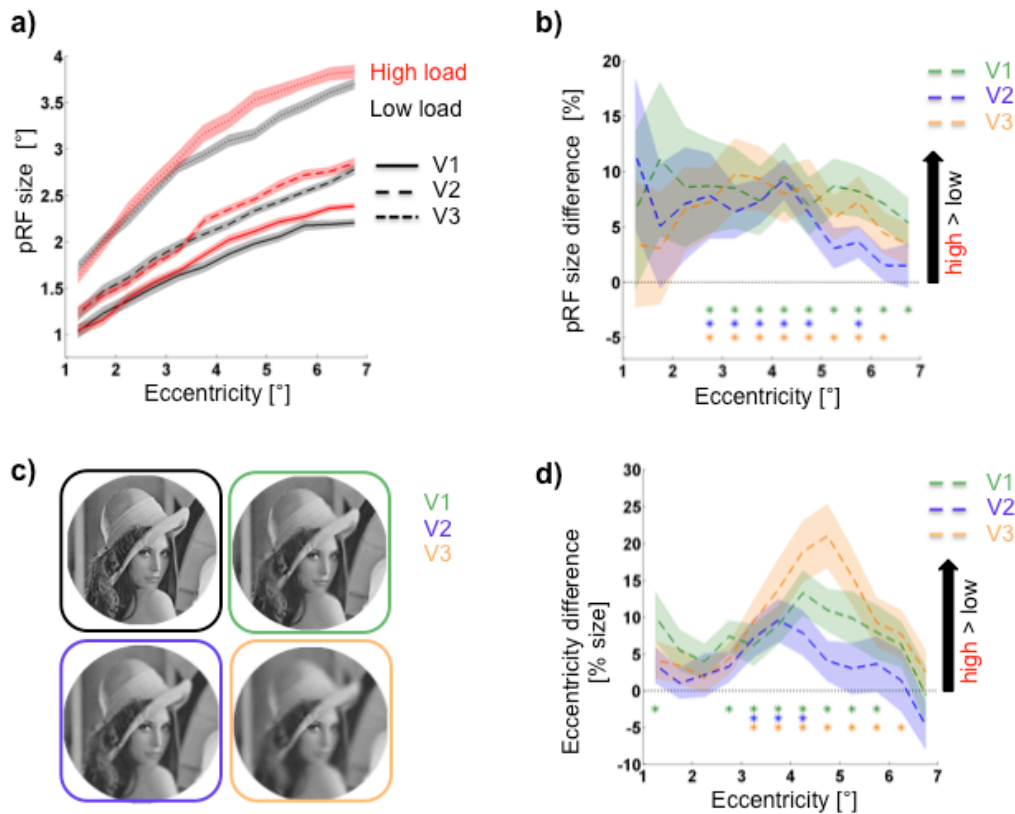 a)
4
3.5
3
2.5
2
1.5
1
pRF size [°]
1 2 3 4 5 6 7
Eccentricity [°]
High load
Low load
V1
V2
V3
b)
20
15
10
5
0
-5
pRF size difference [%]
1 2 3 4 5 6 7
Eccentricity [°]
V1
V2
V3
high > low
c)
V1
V2
V3
d)
30
25
20
15
10
5
0
-5
-10
Eccentricity difference
[% size]
1 2 3 4 5 6 7
Eccentricity [°]
V1
V2
V3
high > low